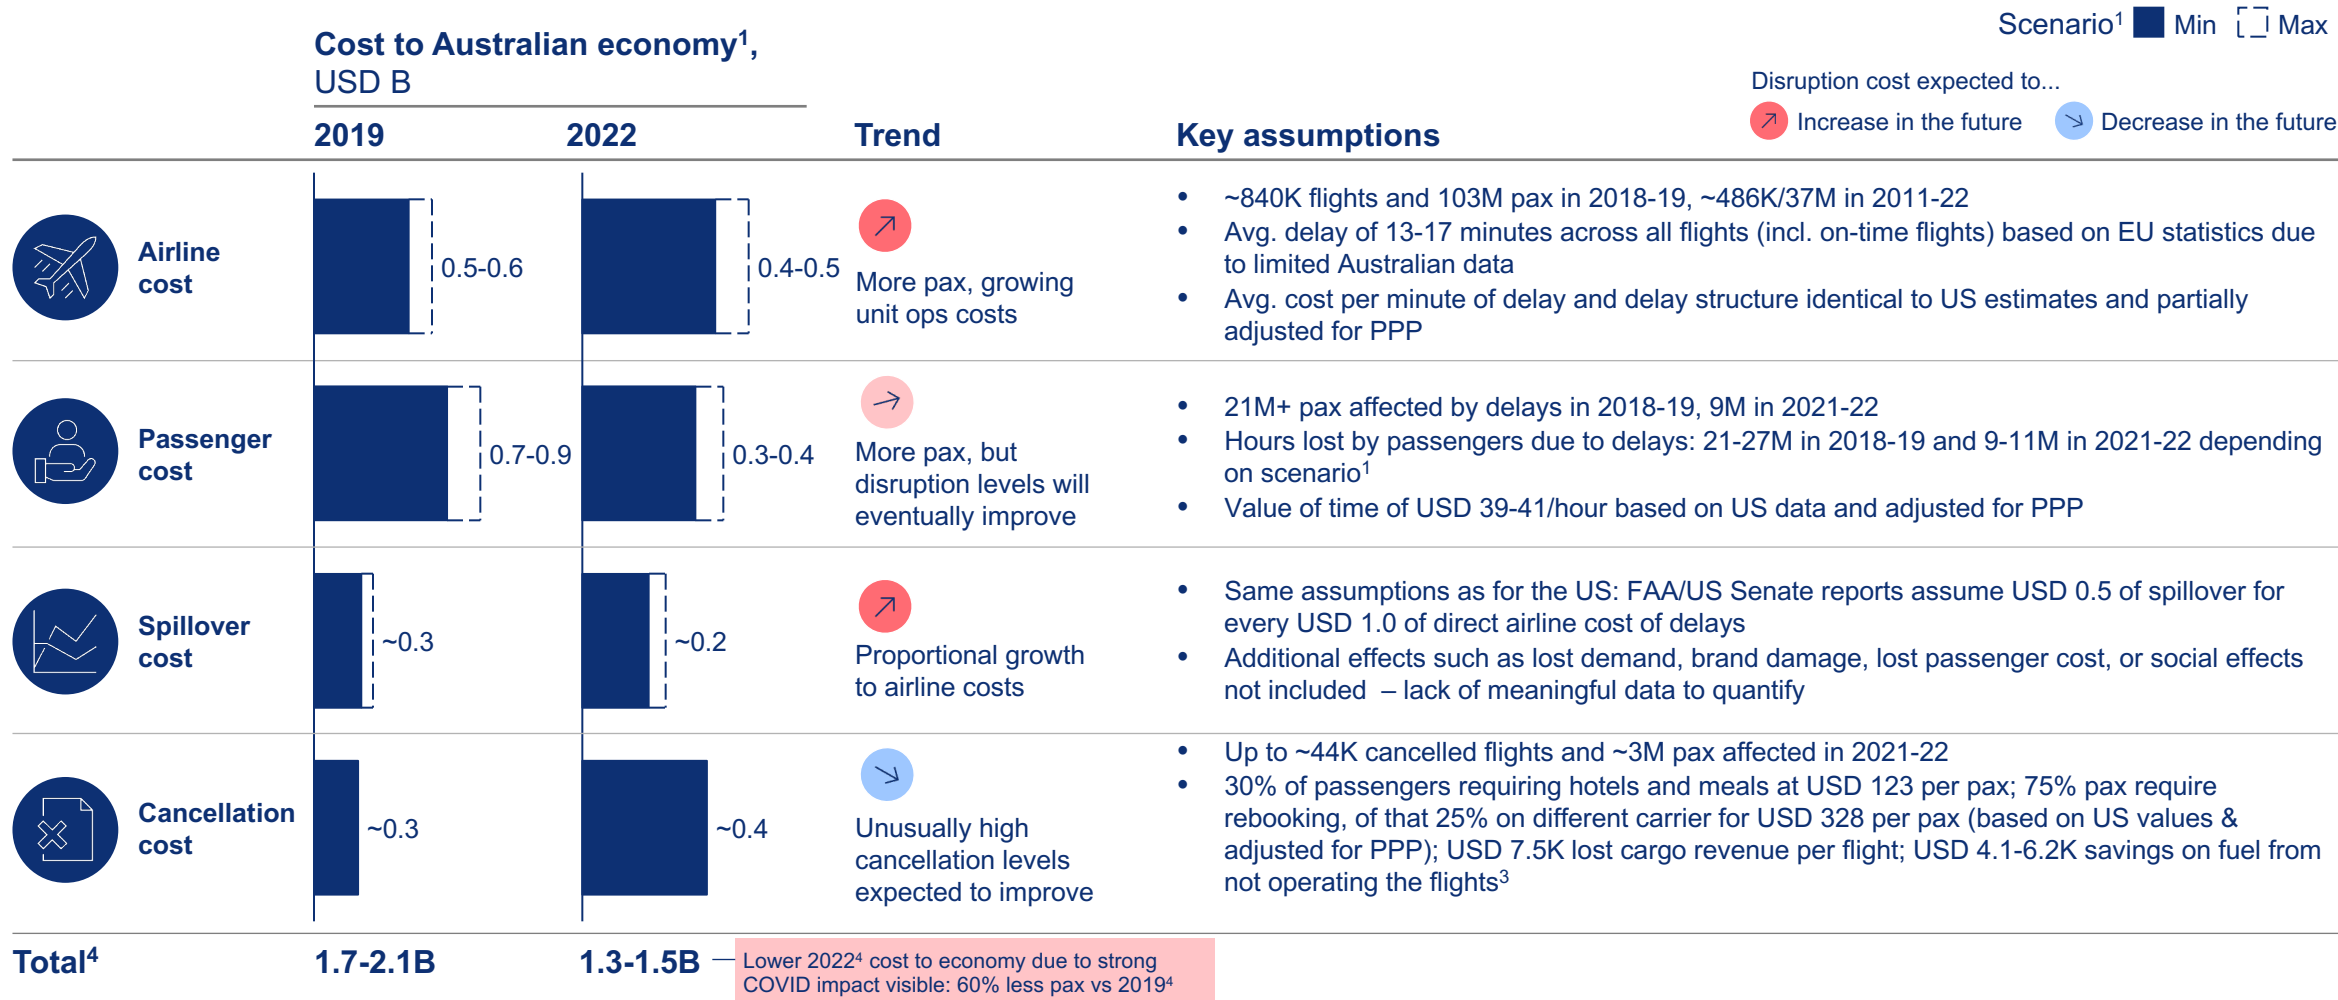 Scenario¹ Min Max
Cost to Australian economy¹,
USD B
Disruption cost expected to...
Increase in the future Decrease in the future
2019 2022 Trend Key assumptions
Airline
cost
0.5-0.6
0.4-0.5
More pax, growing
unit ops costs
• ~840K flights and 103M pax in 2018-19, ~486K/37M in 2011-22
• Avg. delay of 13-17 minutes across all flights (incl. on-time flights) based on EU statistics due
to limited Australian data
• Avg. cost per minute of delay and delay structure identical to US estimates and partially
adjusted for PPP
Passenger
cost
0.7-0.9
0.3-0.4
More pax, but
disruption levels will
eventually improve
• 21M+ pax affected by delays in 2018-19, 9M in 2021-22
• Hours lost by passengers due to delays: 21-27M in 2018-19 and 9-11M in 2021-22 depending
on scenario¹
• Value of time of USD 39-41/hour based on US data and adjusted for PPP
Spillover
cost
~0.3
~0.2
Proportional growth
to airline costs
• Same assumptions as for the US: FAA/US Senate reports assume USD 0.5 of spillover for
every USD 1.0 of direct airline cost of delays
• Additional effects such as lost demand, brand damage, lost passenger cost, or social effects
not included – lack of meaningful data to quantify
Cancellation
cost
~0.3
~0.4
Unusually high
cancellation levels
expected to improve
• Up to ~44K cancelled flights and ~3M pax affected in 2021-22
• 30% of passengers requiring hotels and meals at USD 123 per pax; 75% pax require
rebooking, of that 25% on different carrier for USD 328 per pax (based on US values &
adjusted for PPP); USD 7.5K lost cargo revenue per flight; USD 4.1-6.2K savings on fuel from
not operating the flights³
Total⁴ 1.7-2.1B 1.3-1.5B
Lower 2022⁴ cost to economy due to strong
COVID impact visible: 60% less pax vs 2019⁴